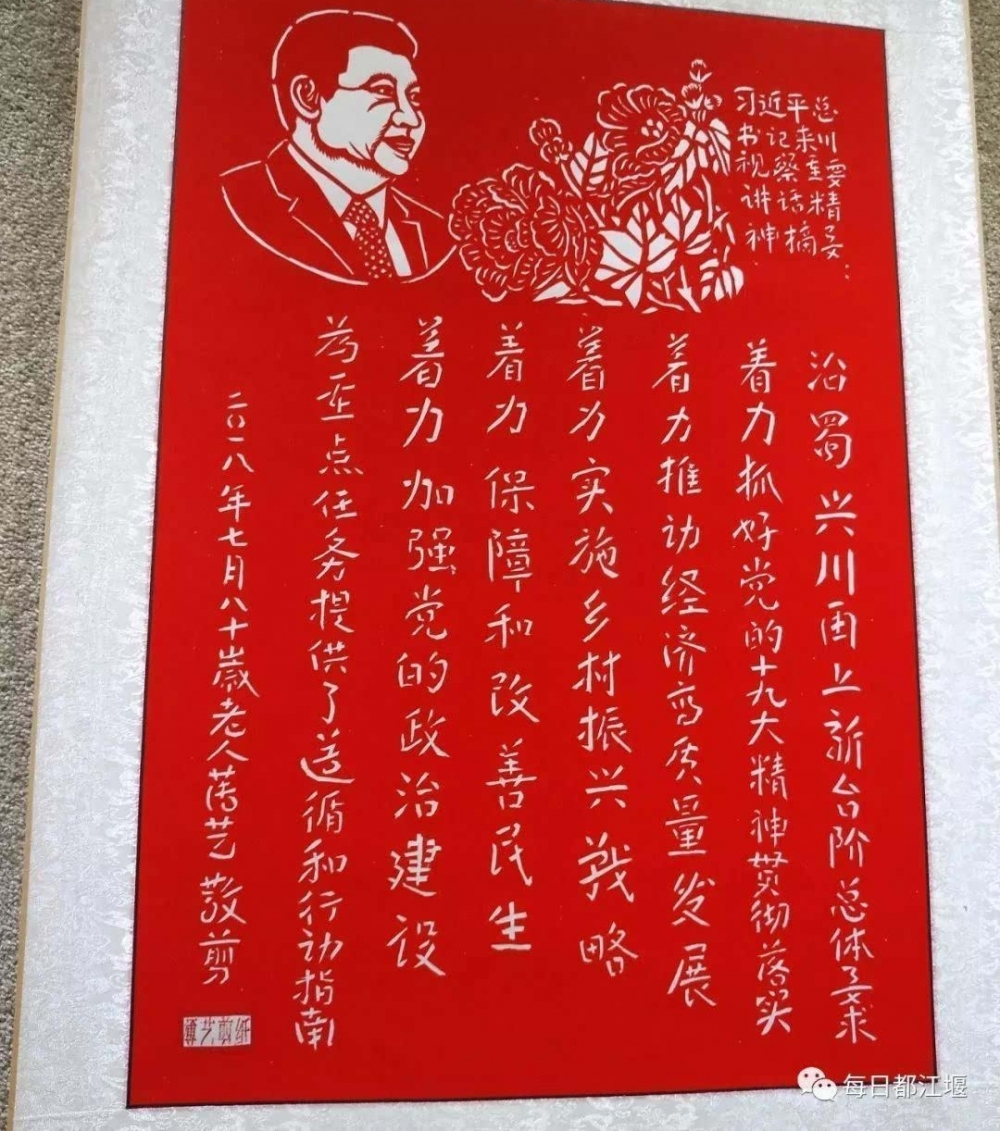 习近平总
书记来川
视察重要
讲话精
神摘录：
治蜀兴川再上新台阶总体要求
着力抓好党的十九大精神贯彻落实
着力推动经济高质量发展
着力实施乡村振兴战略
着力保障和改善民生
着力加强党的政治建设
为重点任务提供了遵循和行动指南
二〇一八年七月八十岁老人薄艺敬剪
薄艺剪纸
每日都江堰